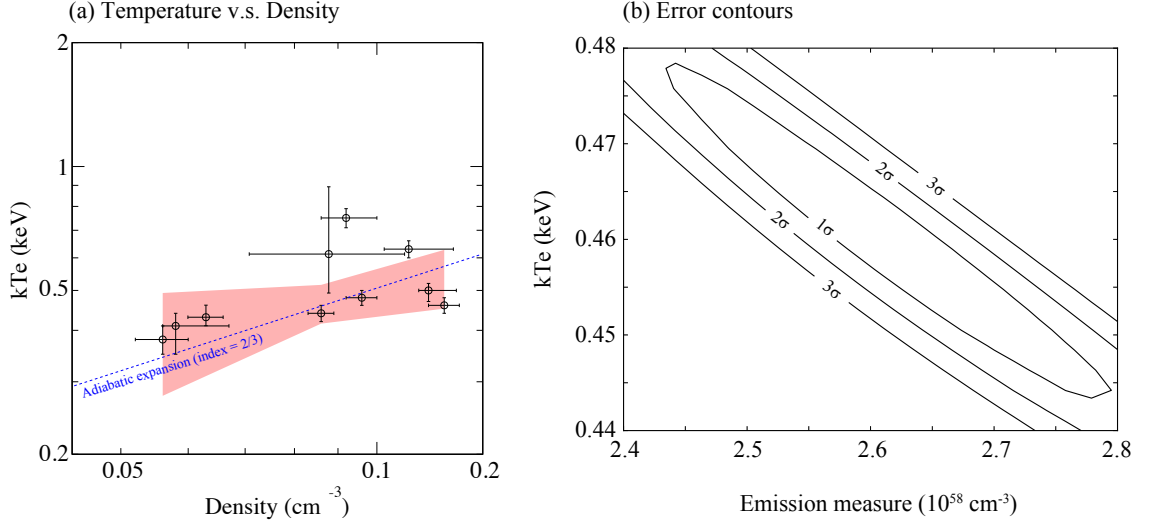 (a) Temperature v.s. Density
2
1
0.5
0.2
kTe (keV)
Adiabatic expansion (index = 2/3)
0.05
0.1
0.2
Density (cm⁻³)
(b) Error contours
0.48
0.47
0.46
0.45
0.44
kTe (keV)
3σ
2σ
1σ
2σ
3σ
2.4
2.5
2.6
2.7
2.8
Emission measure (10⁵⁸ cm⁻³)